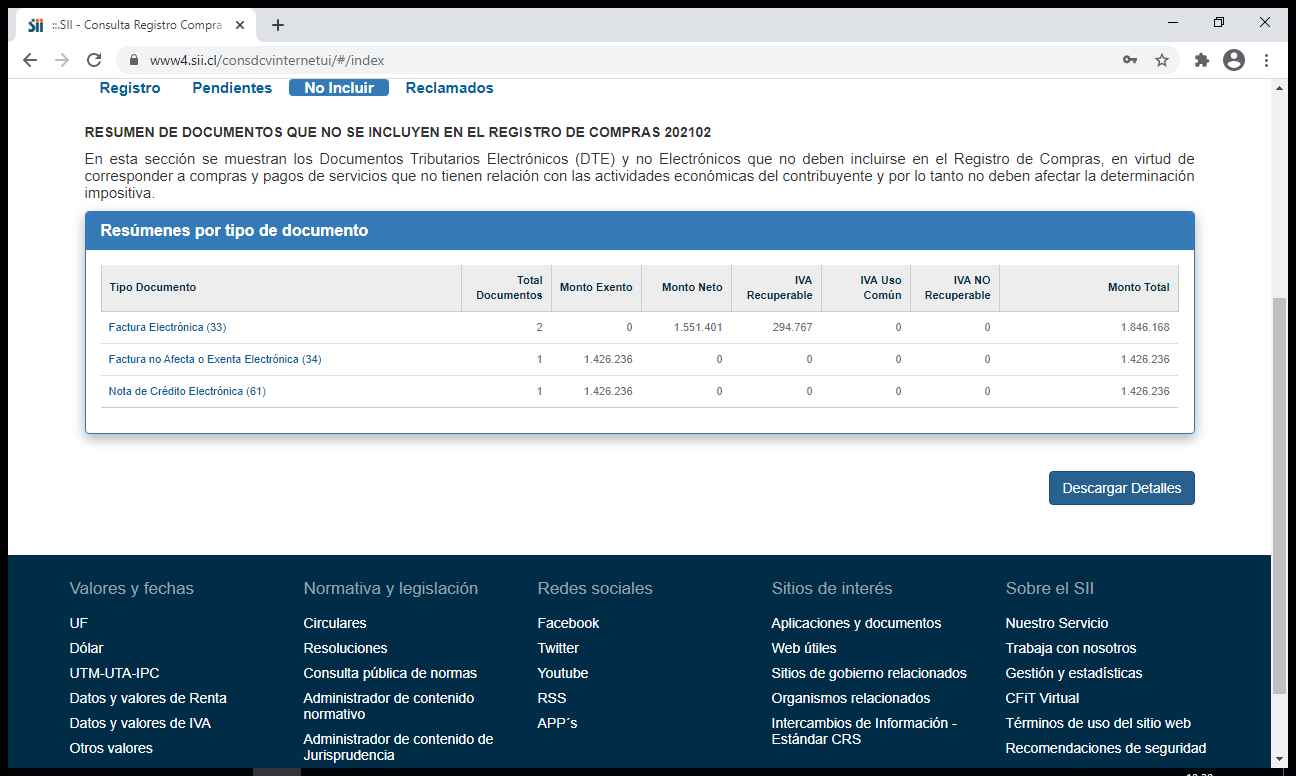 sii ::.SII - Consulta Registro Compra
www4.sii.cl/consdcvinternetui/#/index
Registro Pendientes No Incluir Reclamados
RESUMEN DE DOCUMENTOS QUE NO SE INCLUYEN EN EL REGISTRO DE COMPRAS 202102
En esta sección se muestran los Documentos Tributarios Electrónicos (DTE) y no Electrónicos que no deben incluirse en el Registro de Compras, en virtud de
corresponder a compras y pagos de servicios que no tienen relación con las actividades económicas del contribuyente y por lo tanto no deben afectar la determinación
impositiva.
Resúmenes por tipo de documento
Tipo Documento Total Documentos Monto Exento Monto Neto IVA Recuperable IVA Uso Común IVA NO Recuperable Monto Total
Factura Electrónica (33) 2 0 1.551.401 294.767 0 0 1.846.168
Factura no Afecta o Exenta Electrónica (34) 1 1.426.236 0 0 0 0 1.426.236
Nota de Crédito Electrónica (61) 1 1.426.236 0 0 0 0 1.426.236
Descargar Detalles
Valores y fechas
UF
Dólar
UTM-UTA-IPC
Datos y valores de Renta
Datos y valores de IVA
Otros valores
Normativa y legislación
Circulares
Resoluciones
Consulta pública de normas
Administrador de contenido
normativo
Administrador de contenido de
Jurisprudencia
Redes sociales
Facebook
Twitter
Youtube
RSS
APP´s
Sitios de interés
Aplicaciones y documentos
Web útiles
Sitios de gobierno relacionados
Organismos relacionados
Intercambios de Información -
Estándar CRS
Sobre el SII
Nuestro Servicio
Trabaja con nosotros
Gestión y estadísticas
CFiT Virtual
Términos de uso del sitio web
Recomendaciones de seguridad